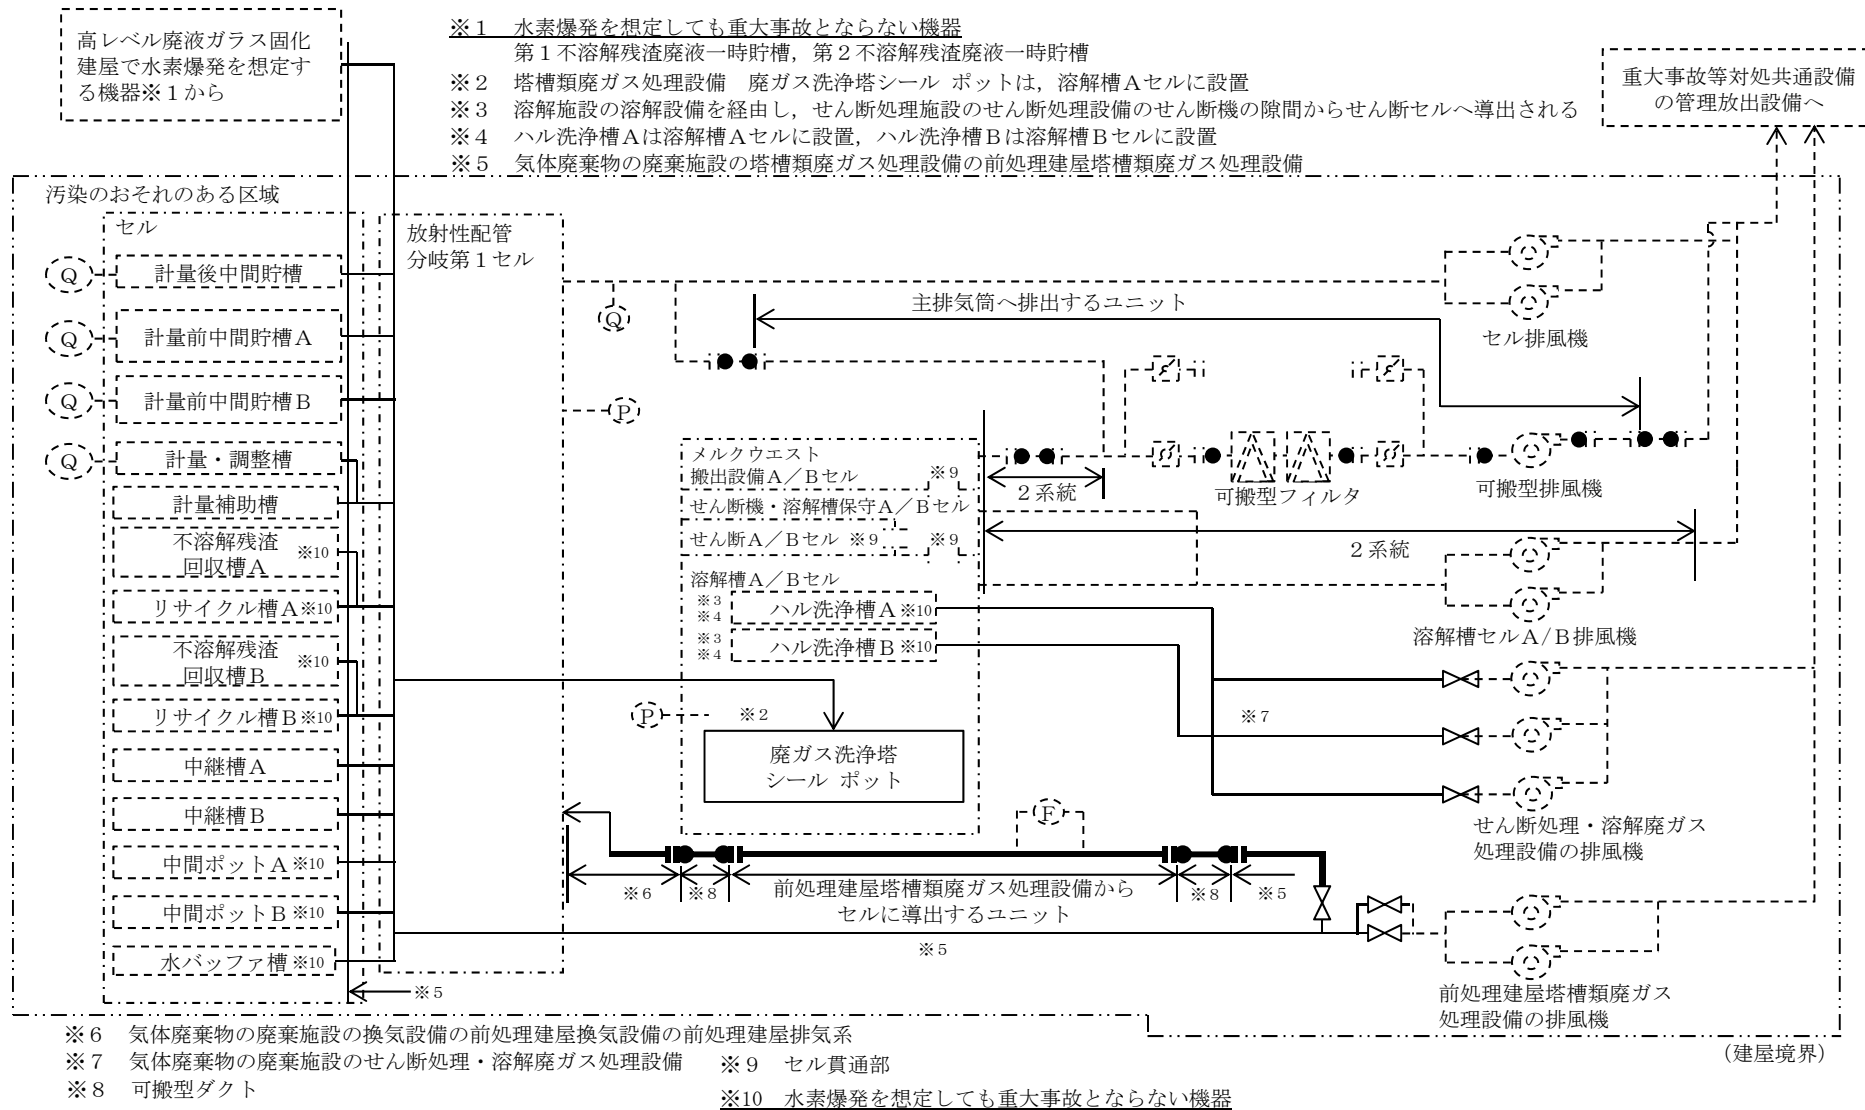 高レベル廃液ガラス固化
建屋で水素爆発を想定す
る機器※１から
※１　水素爆発を想定しても重大事故とならない機器
第１不溶解残渣廃液一時貯槽，第２不溶解残渣廃液一時貯槽
※２　塔槽類廃ガス処理設備　廃ガス洗浄塔シール ポットは，溶解槽Ａセルに設置
※３　溶解施設の溶解設備を経由し，せん断処理施設のせん断処理設備のせん断機の隙間からせん断セルへ導出される
※４　ハル洗浄槽Ａは溶解槽Ａセルに設置，ハル洗浄槽Ｂは溶解槽Ｂセルに設置
※５　気体廃棄物の廃棄施設の塔槽類廃ガス処理設備の前処理建屋塔槽類廃ガス処理設備
重大事故等対処共通設備
の管理放出設備へ
汚染のおそれのある区域
セル
Ｑ
計量後中間貯槽
Ｑ
計量前中間貯槽Ａ
Ｑ
計量前中間貯槽Ｂ
Ｑ
計量・調整槽
計量補助槽
不溶解残渣
回収槽Ａ
※10
リサイクル槽Ａ※10
不溶解残渣
回収槽Ｂ
※10
リサイクル槽Ｂ※10
中継槽Ａ
中継槽Ｂ
中間ポットＡ※10
中間ポットＢ※10
水バッファ槽※10
※５
放射性配管
分岐第１セル
Ｑ
Ｐ
主排気筒へ排出するユニット
セル排風機
メルクウエスト
搬出設備Ａ／Ｂセル
※９
せん断機・溶解槽保守Ａ／Ｂセル
せん断Ａ／Ｂセル ※９
※９
溶解槽Ａ／Ｂセル
※３
※４
ハル洗浄槽Ａ※10
※３
※４
ハル洗浄槽Ｂ※10
２系統
可搬型フィルタ
可搬型排風機
２系統
溶解槽セルＡ/Ｂ排風機
Ｐ
※２
廃ガス洗浄塔
シール ポット
※７
せん断処理・溶解廃ガス
処理設備の排風機
Ｆ
※６
※８
前処理建屋塔槽類廃ガス処理設備から
セルに導出するユニット
※８
※５
※５
前処理建屋塔槽類廃ガス
処理設備の排風機
（建屋境界）
※６　気体廃棄物の廃棄施設の換気設備の前処理建屋換気設備の前処理建屋排気系
※７　気体廃棄物の廃棄施設のせん断処理・溶解廃ガス処理設備
※８　可搬型ダクト
※９　セル貫通部
※10　水素爆発を想定しても重大事故とならない機器